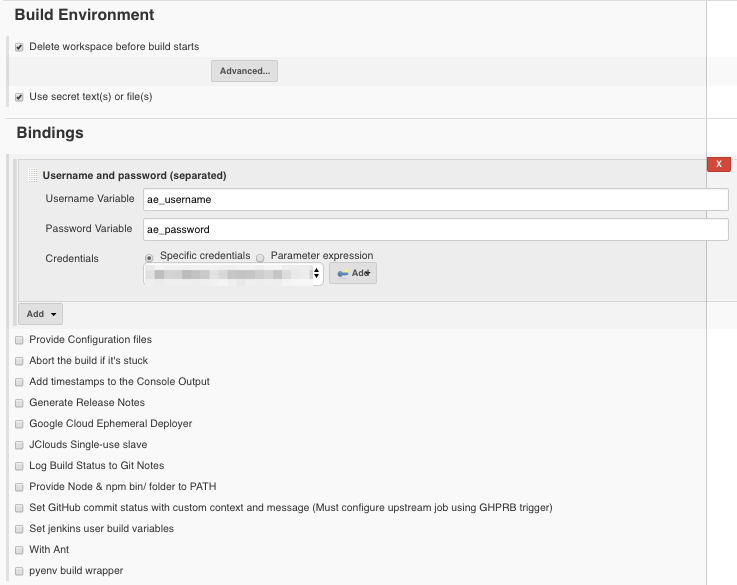 Build Environment
Delete workspace before build starts
Advanced...
Use secret text(s) or file(s)
Bindings
X
Username and password (separated)
Username Variable ae_username
Password Variable ae_password
Credentials Specific credentials Parameter expression
Add
Add
Provide Configuration files
Abort the build if it's stuck
Add timestamps to the Console Output
Generate Release Notes
Google Cloud Ephemeral Deployer
JClouds Single-use slave
Log Build Status to Git Notes
Provide Node & npm bin/ folder to PATH
Set GitHub commit status with custom context and message (Must configure upstream job using GHPRB trigger)
Set jenkins user build variables
With Ant
pyenv build wrapper